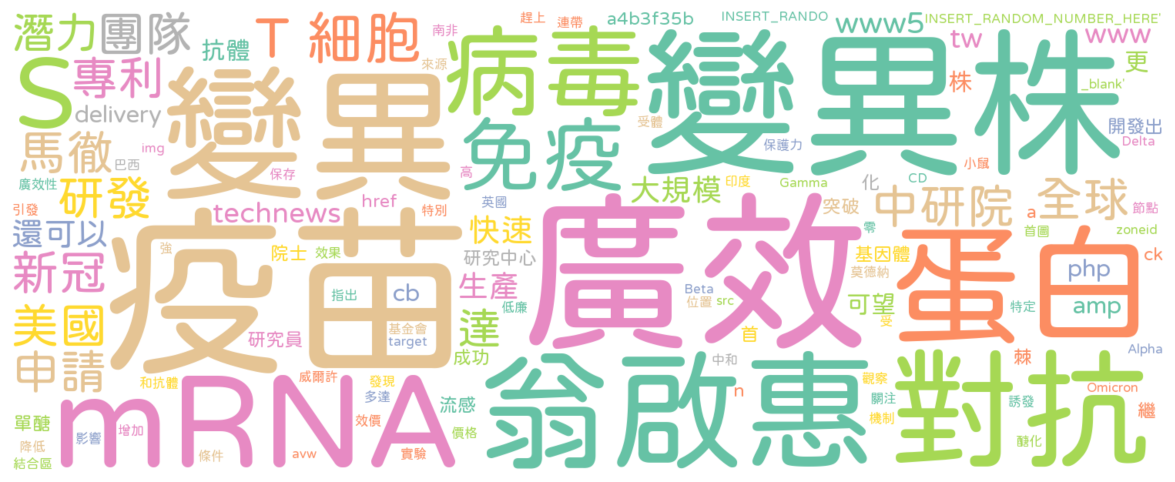 潛力
團隊
抗體
T
細胞
南非
趕上
連帶
a4b3f35b
INSERT_RANDO
www5
INSERT_RANDOM_NUMBER_HERE'
tw
www
更
S
專利
delivery
變異
來源
病毒
變異株
株
_blank'
開發出
Delta
馬徹
巴西
img
保存
高
免疫
受體
保護力
小鼠
廣效性
引發
研發
technews
href
特別
英國
大規模
印度
Gamma
化
CD
突破
中研院
全球
節點
a
首圖
zoneid
還可以
新冠
疫苗
強
院士
效果
快速
研究中心
廣效
零
基因體
莫德納
蛋白
ck
php
指出
cb
生產
低廉
Beta
位置
src
可望
受
特定
amp
美國
研究員
基金會
target
達
成功
首
Alpha
申請
和抗體
威爾許
發現
多達
翁啟惠
中和
n
觀察
關注
機制
對抗
棘
Omicron
繼
誘發
醣化
單醣
降低
結合區
mRNA
影響
增加
條件
avw
效價
實驗
流感
價格